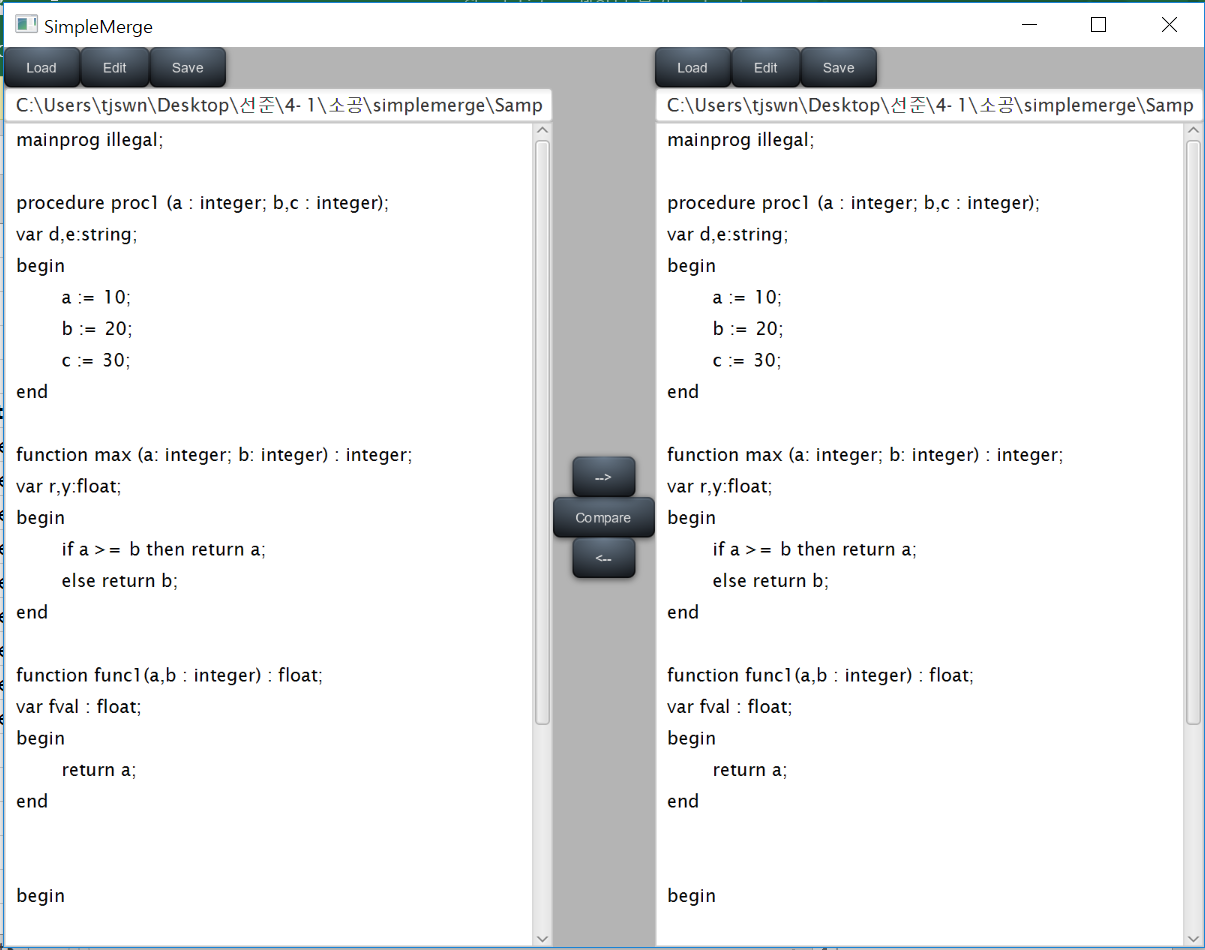 SimpleMerge
Load Edit Save
C:\Users\tjswn\Desktop\선준\4- 1\소공\simplemerge\Samp
mainprog illegal;
procedure proc1 (a : integer; b,c : integer);
var d,e:string;
begin
a := 10;
b := 20;
c := 30;
end
function max (a: integer; b: integer) : integer;
var r,y:float;
begin
if a >= b then return a;
else return b;
end
function func1(a,b : integer) : float;
var fval : float;
begin
return a;
end
begin
-->
Compare
<--
Load Edit Save
C:\Users\tjswn\Desktop\선준\4- 1\소공\simplemerge\Samp
mainprog illegal;
procedure proc1 (a : integer; b,c : integer);
var d,e:string;
begin
a := 10;
b := 20;
c := 30;
end
function max (a: integer; b: integer) : integer;
var r,y:float;
begin
if a >= b then return a;
else return b;
end
function func1(a,b : integer) : float;
var fval : float;
begin
return a;
end
begin